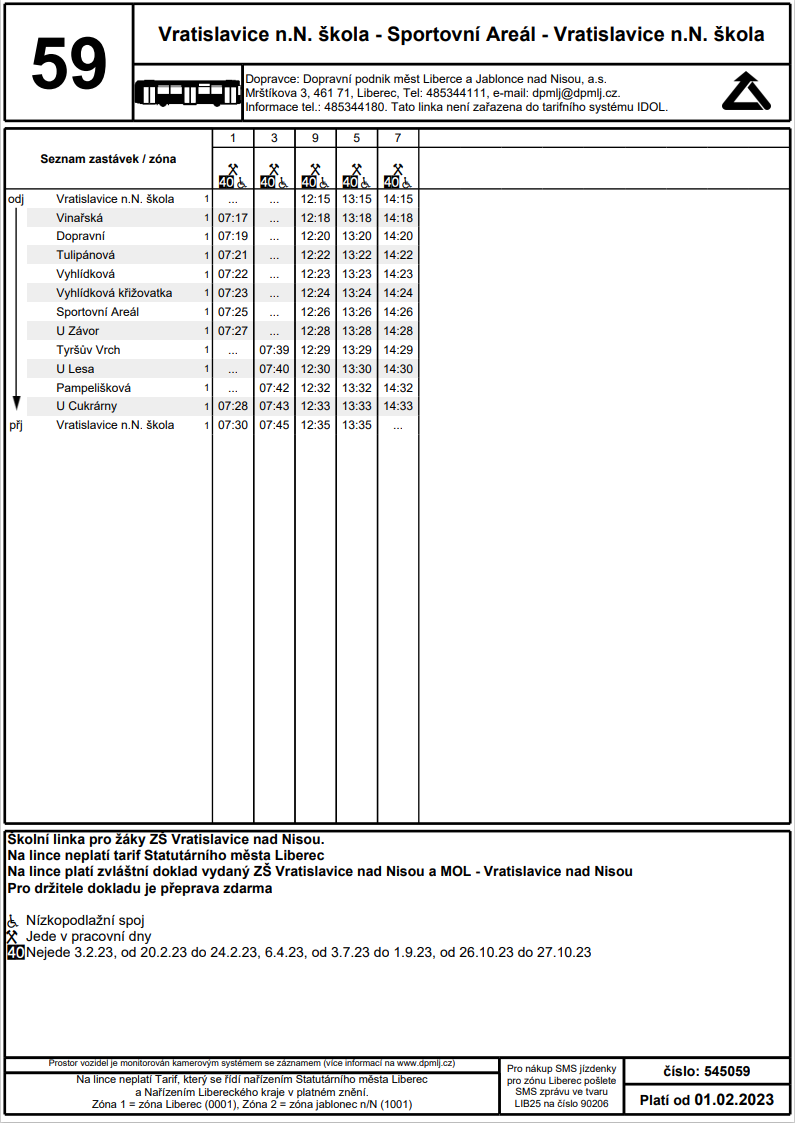 59
Vratislavice n.N. škola - Sportovní Areál - Vratislavice n.N. škola
Dopravce: Dopravní podnik měst Liberce a Jablonce nad Nisou, a.s.
Mrštíkova 3, 461 71, Liberec, Tel: 485344111, e-mail: dpmlj@dpmlj.cz.
Informace tel.: 485344180. Tato linka není zařazena do tarifního systému IDOL.
Seznam zastávek / zóna 1 3 9 5 7
40 40 40 40 40
odj Vratislavice n.N. škola 1 ... ... 12:15 13:15 14:15
Vinařská 1 07:17 ... 12:18 13:18 14:18
Dopravní 1 07:19 ... 12:20 13:20 14:20
Tulipánová 1 07:21 ... 12:22 13:22 14:22
Vyhlídková 1 07:22 ... 12:23 13:23 14:23
Vyhlídková křižovatka 1 07:23 ... 12:24 13:24 14:24
Sportovní Areál 1 07:25 ... 12:26 13:26 14:26
U Závor 1 07:27 ... 12:28 13:28 14:28
Tyršův Vrch 1 ... 07:39 12:29 13:29 14:29
U Lesa 1 ... 07:40 12:30 13:30 14:30
Pampelišková 1 ... 07:42 12:32 13:32 14:32
U Cukrárny 1 07:28 07:43 12:33 13:33 14:33
příj Vratislavice n.N. škola 1 07:30 07:45 12:35 13:35 ...
Školní linka pro žáky ZŠ Vratislavice nad Nisou.
Na lince neplatí tarif Statutárního města Liberec
Na lince platí zvláštní doklad vydaný ZŠ Vratislavice nad Nisou a MOL - Vratislavice nad Nisou
Pro držitele dokladu je přeprava zdarma
Nízkopodlažní spoj
Jede v pracovní dny
40 Nejede 3.2.23, od 20.2.23 do 24.2.23, 6.4.23, od 3.7.23 do 1.9.23, od 26.10.23 do 27.10.23
Prostor vozidel je monitorován kamerovým systémem se záznamem (více informací na www.dpmlj.cz)
Na lince neplatí Tarif, který se řídí nařízením Statutárního města Liberec
a Nařízením Libereckého kraje v platném znění.
Zóna 1 = zóna Liberec (0001), Zóna 2 = zóna jablonec n/N (1001)
Pro nákup SMS jízdenky
pro zónu Liberec pošlete
SMS zprávu ve tvaru
LIB25 na číslo 90206
číslo: 545059
Platí od 01.02.2023